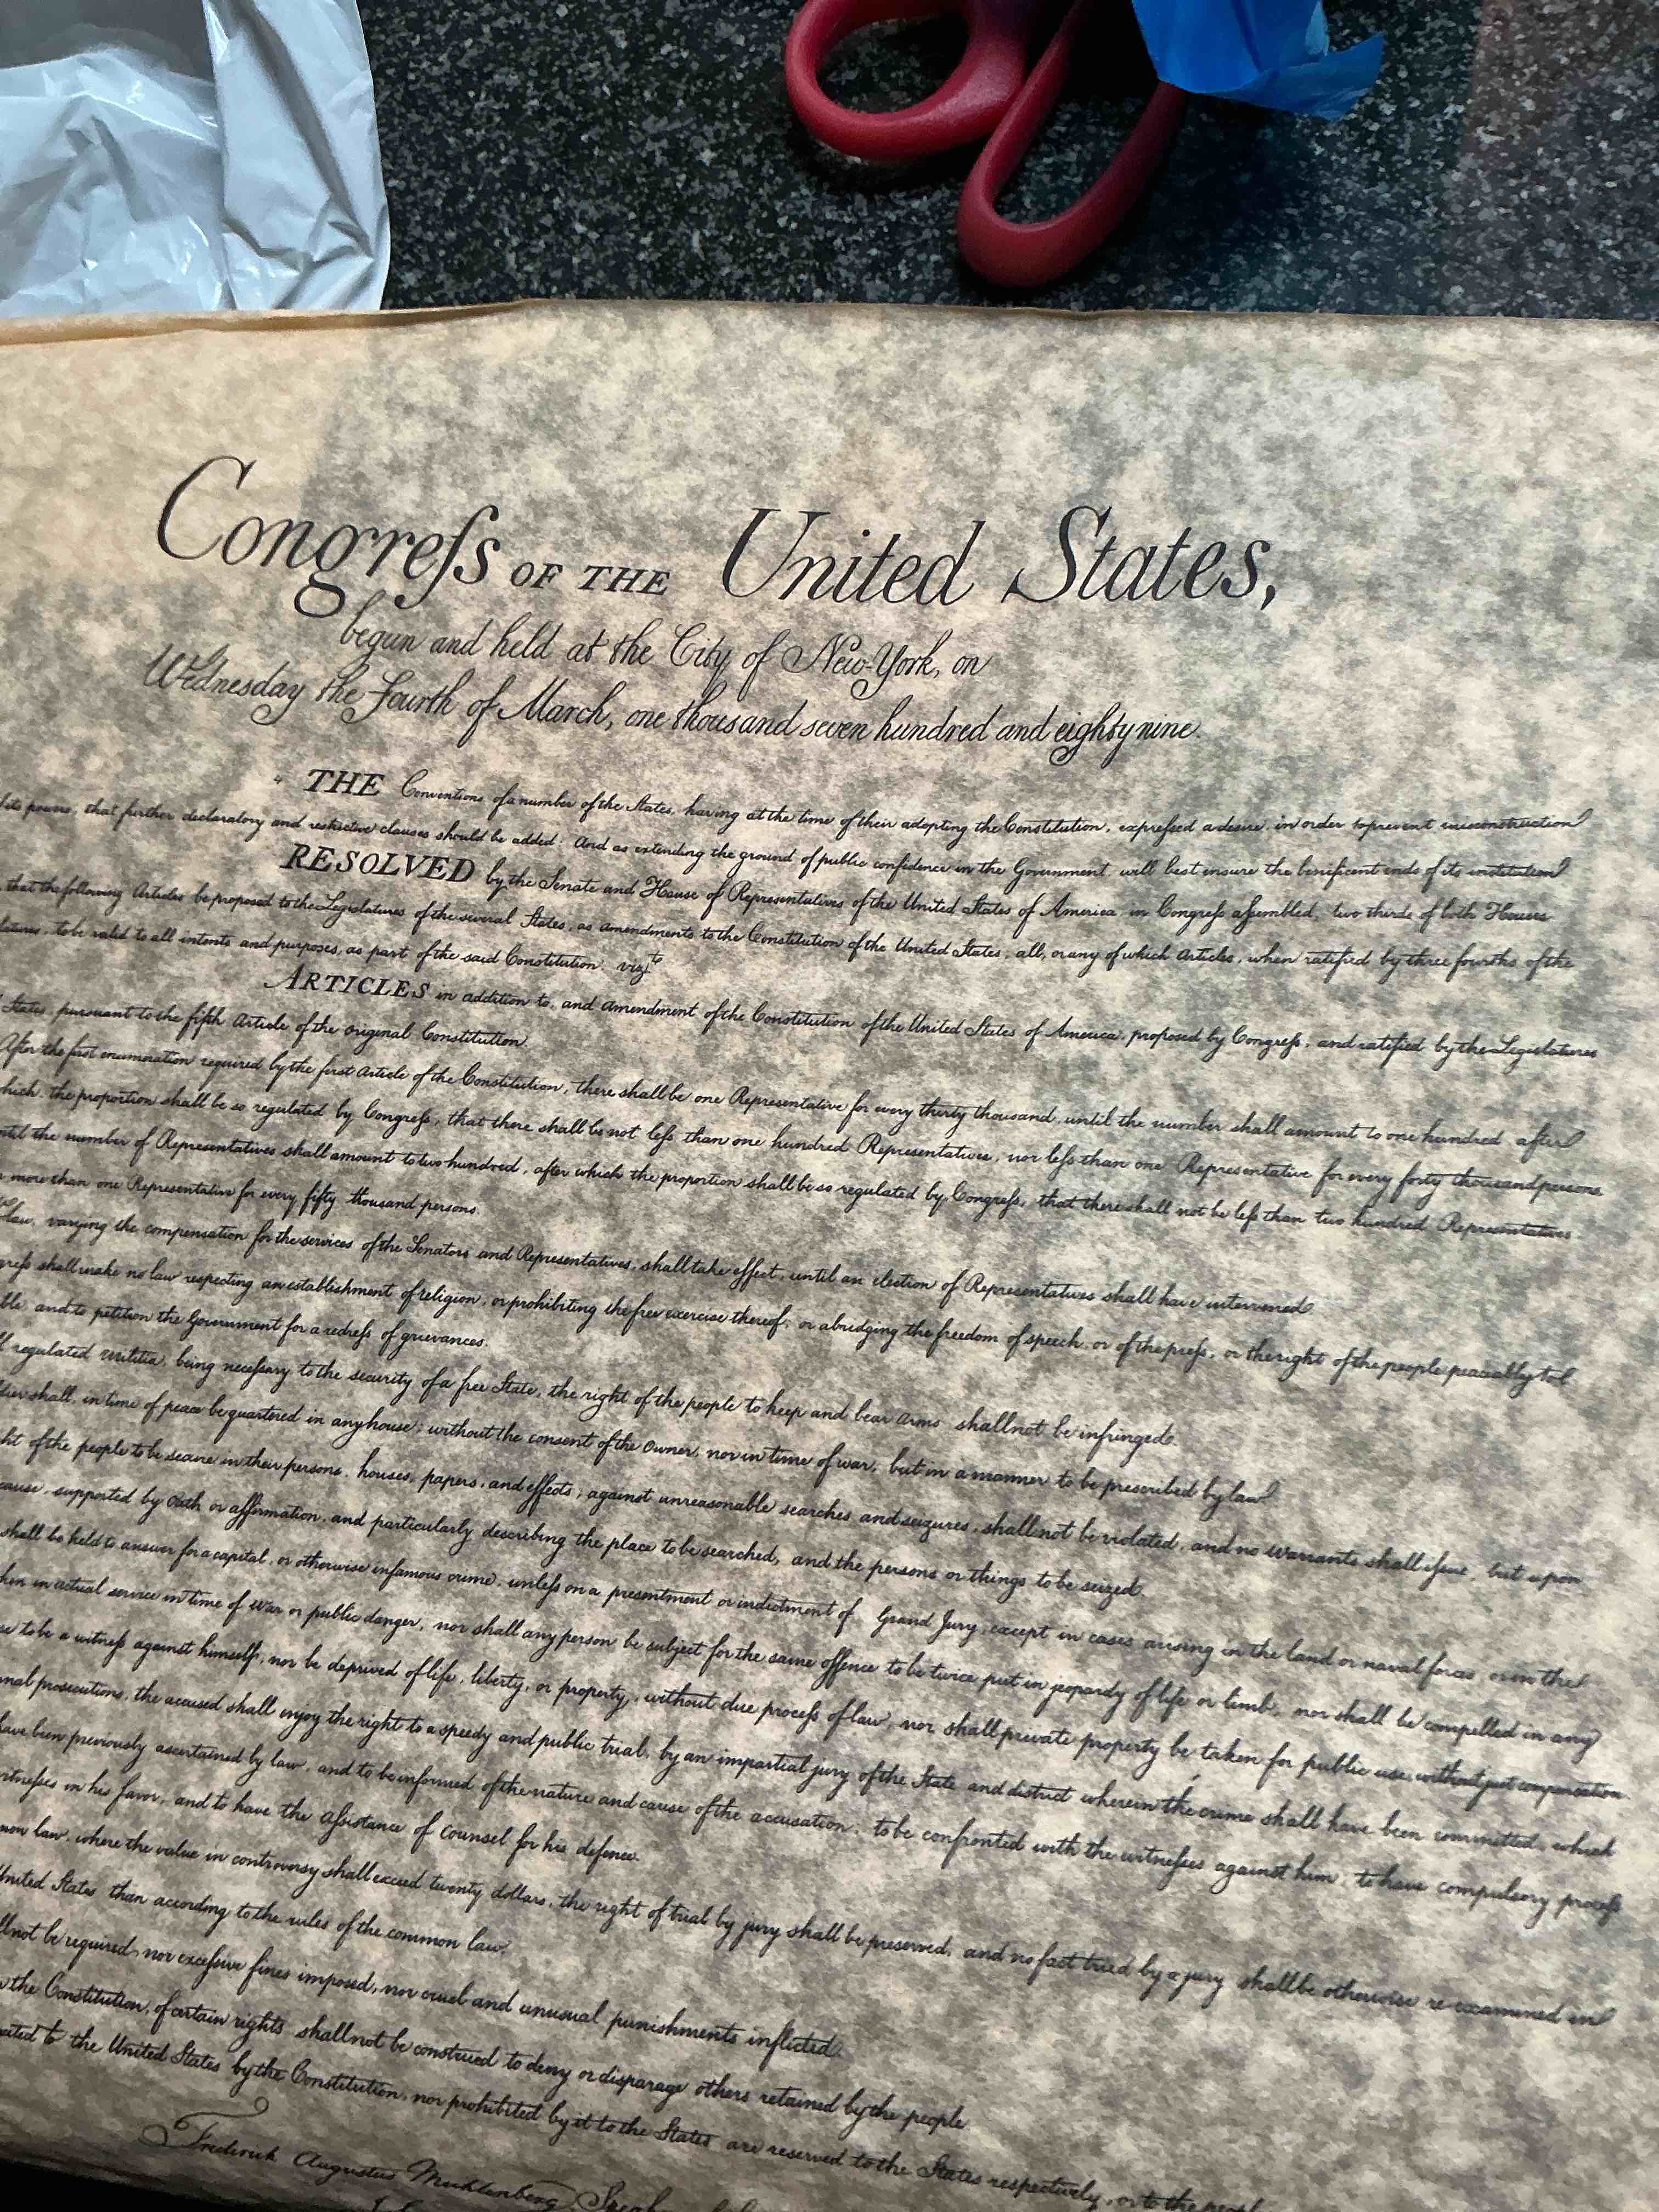 Congreſs OF THE United States,
begun and held at the City of New-York, on
Wednesday the Fourth of March, one thousand seven hundred and eighty nine.
THE Conventions of a number of the States, having at the time of their adopting the Constitution, expreſsed a desire, in order to prevent misconstruction
its powers, that further declaratory and restrictive clauses should be added: And as extending the ground of public confidence in the Government, will best insure the beneficent ends of its institution
RESOLVED by the Senate and House of Representatives of the United States of America in Congreſs aſsembled, two thirds of both Houses
that the following Articles be proposed to the Legislatures of the several States, as amendments to the Constitution of the United States, all, or any of which Articles, when ratified by three fourths of the
to be valid to all intents and purposes, as part of the said Constitution. vizt
ARTICLES in addition to, and amendment of the Constitution of the United States of America, proposed by Congreſs, and ratified by the Legislatures
States, pursuant to the fifth Article of the original Constitution.
After the first enumeration required by the first Article of the Constitution, there shall be one Representative for every thirty thousand, until the number shall amount to one hundred after
which, the proportion shall be so regulated by Congreſs, that there shall be not leſs than one hundred Representatives, nor leſs than one Representative for every forty thousand persons,
until the number of Representatives shall amount to two hundred, after which the proportion shall be so regulated by Congreſs, that there shall not be leſs than two hundred Representatives
more than one Representative for every fifty thousand persons.
law, varying the compensation for the services of the Senators and Representatives, shall take effect, until an election of Representatives shall have intervened.
shall make no law respecting an establishment of religion, or prohibiting the free exercise thereof; or abridging the freedom of speech, or of the preſs, or the right of the people peaceably to
and to petition the Government for a redreſs of grievances.
regulated Militia, being neceſsary to the security of a free State, the right of the people to keep and bear Arms shall not be infringed.
shall, in time of peace be quartered in any house, without the consent of the Owner, nor in time of war, but in a manner to be prescribed by law
of the people to be secure in their persons, houses, papers, and effects, against unreasonable searches and seizures, shall not be violated, and no Warrants shall iſsue, but upon
cause, supported by Oath or affirmation, and particularly describing the place to be searched, and the persons or things to be seized.
shall be held to answer for a capital, or otherwise infamous crime, unleſs on a presentment or indictment of Grand Jury, except in cases arising in the land or naval forces or in the
in actual service in time of War or public danger, nor shall any person be subject for the same offence to be twice put in jeopardy of life or limb, nor shall be compelled in any
to be a witneſs against himself, nor be deprived of life, liberty, or property, without due proceſs of law, nor shall private property be taken for public use without just compensation
prosecutions, the accused shall enjoy the right to a speedy and public trial, by an impartial jury of the State and district wherein the crime shall have been committed, which
have been previously ascertained by law, and to be informed of the nature and cause of the accusation, to be confronted with the witneſses against him, to have compulsory proceſs
in his favor, and to have the Aſsistance of Counsel for his defence.
law, where the value in controversy shall exceed twenty dollars, the right of trial by jury shall be preserved, and no fact tried by a jury shall be otherwise re-examined in
United States than according to the rules of the common law.
not be required, nor exceſsive fines imposed, nor cruel and unusual punishments inflicted.
the Constitution, of certain rights shall not be construed to deny or disparage others retained by the people
to the United States by the Constitution, nor prohibited by it to the States are reserved to the States respectively, or to the
Frederick Augustus Muhlenberg